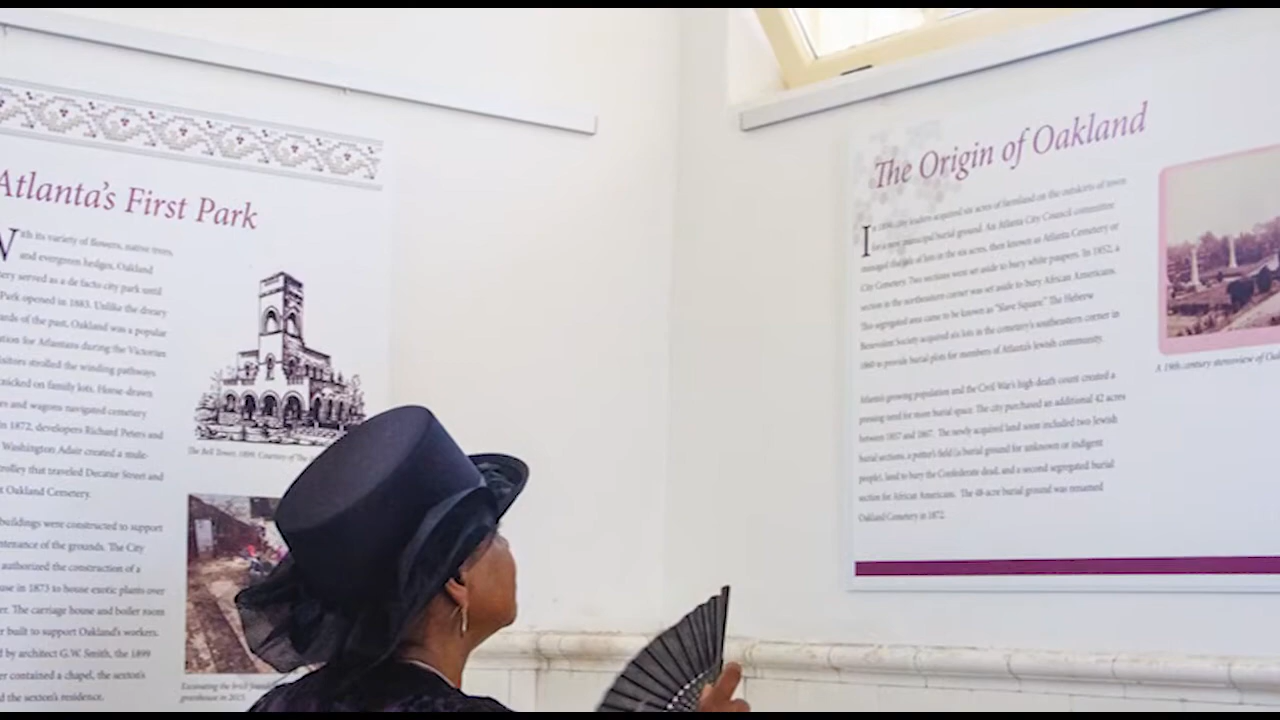 Atlanta's First Park
With its variety of flowers, native trees,
and evergreen hedges, Oakland
tery served as a de facto city park until
Park opened in 1883. Unlike the dreary
ards of the past, Oakland was a popular
ation for Atlantans during the Victorian
isitors strolled the winding pathways
nicked on family lots. Horse-drawn
es and wagons navigated cemetery
in 1872, developers Richard Peters and
Washington Adair created a mule-
trolley that traveled Decatur Street and
t Oakland Cemetery.
buildings were constructed to support
ntenance of the grounds. The City
authorized the construction of a
use in 1873 to house exotic plants over
er. The carriage house and boiler room
r built to support Oakland's workers.
d by architect G.W. Smith, the 1899
er contained a chapel, the sexton's
d the sexton's residence.
The Bell Tower, 1899. Courtesy of The
Excavating the brick
greenhouse in
The Origin of Oakland
In city leaders acquired six acres of farmland on the outskirts of town
for a new municipal burial ground. An Atlanta City Council committee
managed the sale of lots in the six acres, then known as Atlanta Cemetery or
City Cemetery. Two sections were set aside to bury white paupers. In 1852, a
section in the northeastern corner was set aside to bury African Americans.
This segregated area came to be known as "Slave Square." The Hebrew
Benevolent Society acquired six lots in the cemetery's southeastern corner in
1860 to provide burial plots for members of Atlanta's Jewish community.
Atlanta's growing population and the Civil War's high death count created a
pressing need for more burial space. The city purchased an additional 42 acres
between 1857 and 1867. The newly acquired land soon included two Jewish
burial sections, a potter's field (a burial ground for unknown or indigent
people), land to bury the Confederate dead, and a second segregated burial
section for African Americans. The 48-acre burial ground was renamed
Oakland Cemetery in 1872.
A 19th century stereoview of Oa